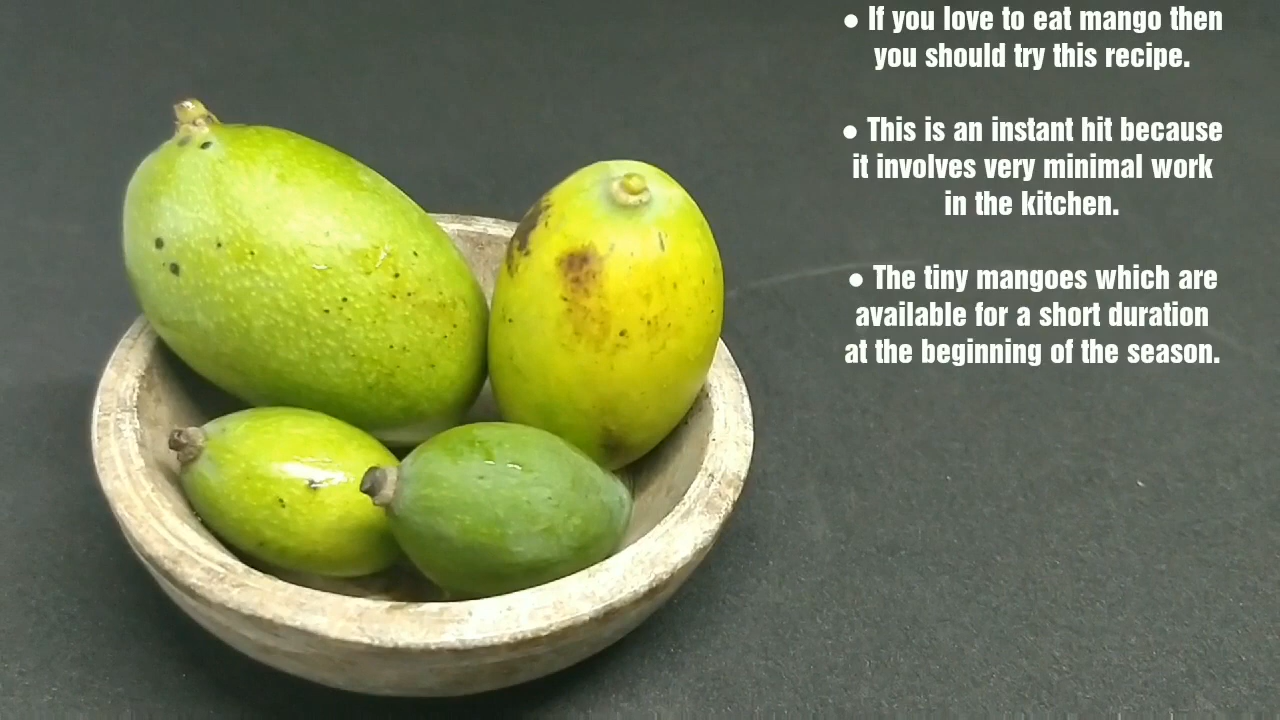 ● If you love to eat mango then
you should try this recipe.
● This is an instant hit because
it involves very minimal work
in the kitchen.
● The tiny mangoes which are
available for a short duration
at the beginning of the season.